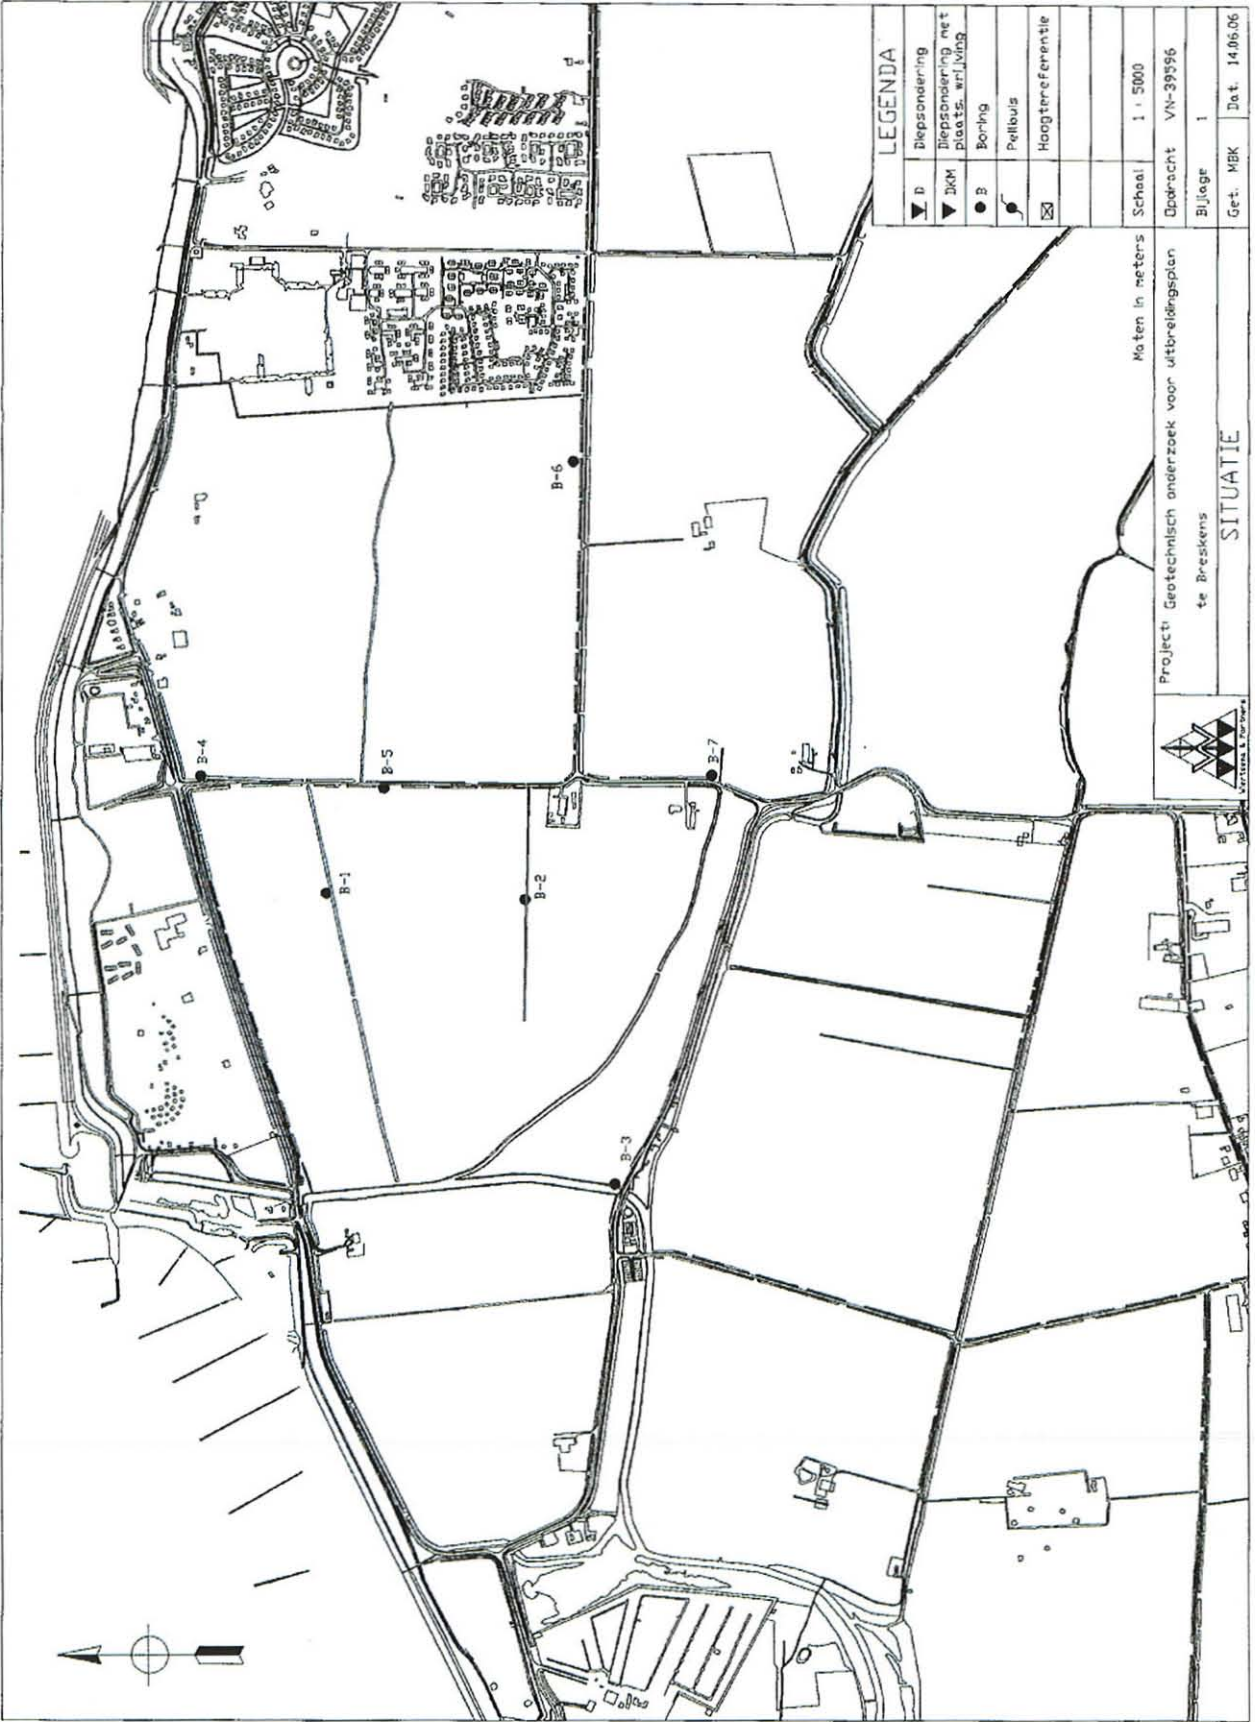 LEGENDA
D Diepsondering
DKM Diepsondering met
plaats. wrijving
B Boring
Peilbuis
Hoogtereferentie
Maten in meters
Schaal 1 : 5000
Project: Geotechnisch onderzoek voor uitbreidingsplan
te Breskens
Opdracht VN-39596
Bijlage 1
SITUATIE
Get. MBK Dat. 14.06.06
B-1
B-2
B-3
B-4
B-5
B-6
B-7